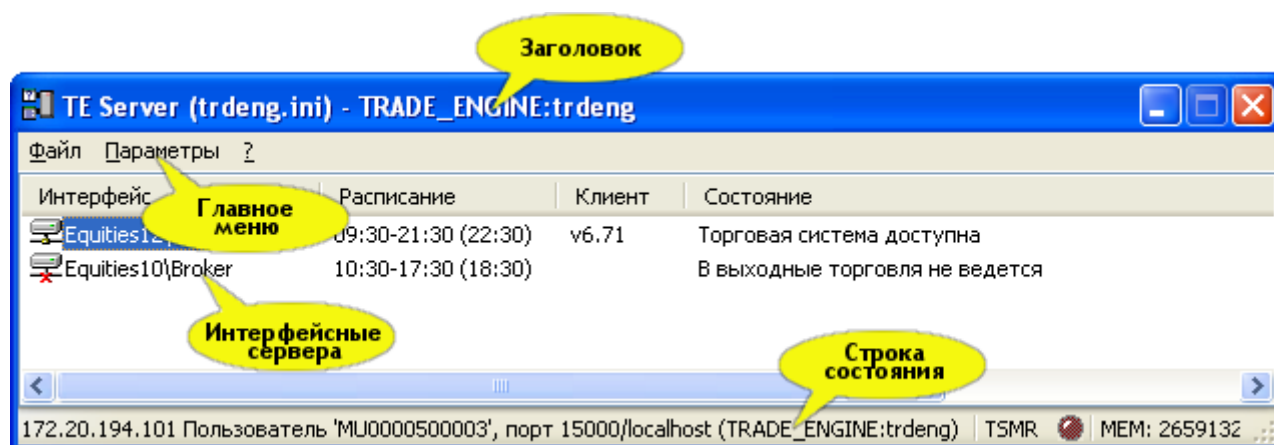 Заголовок
TE Server (trdeng.ini) - TRADE_ENGINE:trdeng
Файл Параметры ?
Интерфейс Расписание Клиент Состояние
Главное
меню
Equities12 09:30-21:30 (22:30) v6.71 Торговая система доступна
Equities10\Broker 10:30-17:30 (18:30) В выходные торговля не ведется
Интерфейсные
сервера
Строка
состояния
172.20.194.101 Пользователь 'MU0000500003', порт 15000/localhost (TRADE_ENGINE:trdeng) TSMR MEM: 2659132